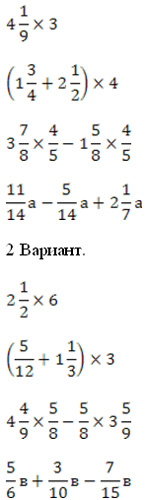 4 1/9 × 3
(1 3/4 + 2 1/2) × 4
3 7/8 × 4/5 − 1 5/8 × 4/5
11/14 а − 5/14 а + 2 1/7 а
2 Вариант.
2 1/2 × 6
(5/12 + 1 1/3) × 3
4 4/9 × 5/8 − 5/8 × 3 5/9
5/6 в + 3/10 в − 7/15 в